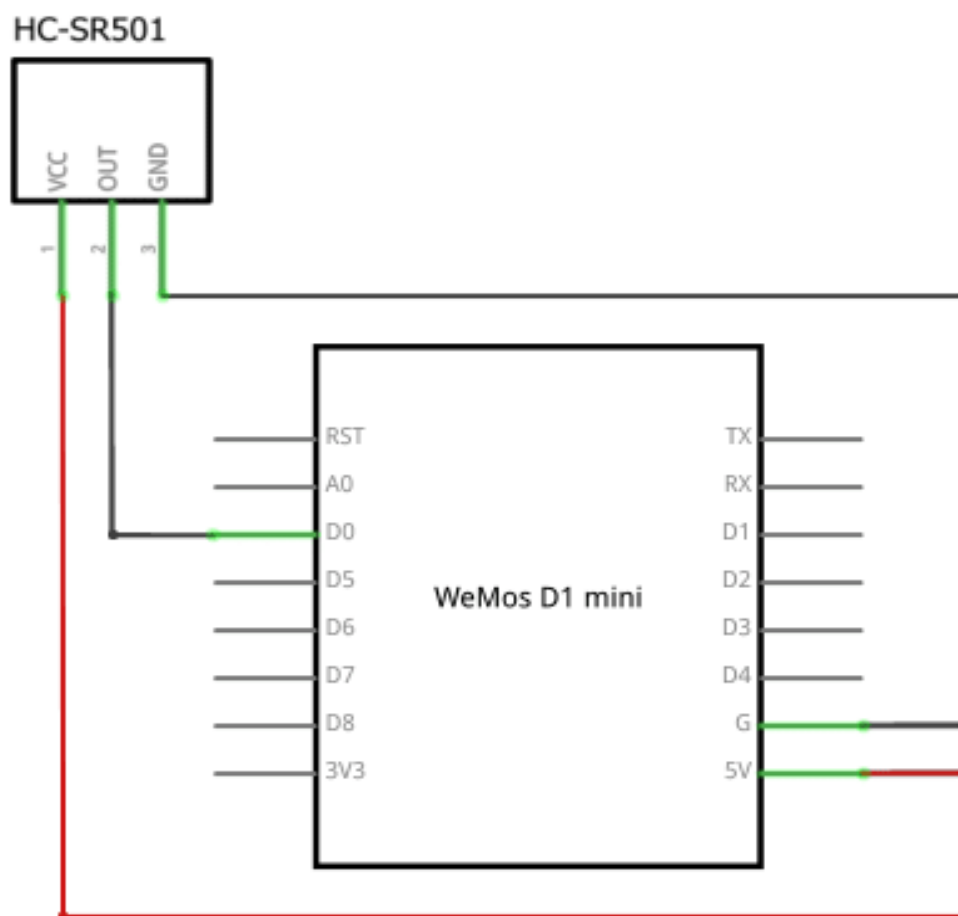 HC-SR501
VCC
OUT
GND
1
2
3
RST
A0
D0
D5
D6
D7
D8
3V3
WeMos D1 mini
TX
RX
D1
D2
D3
D4
G
5V